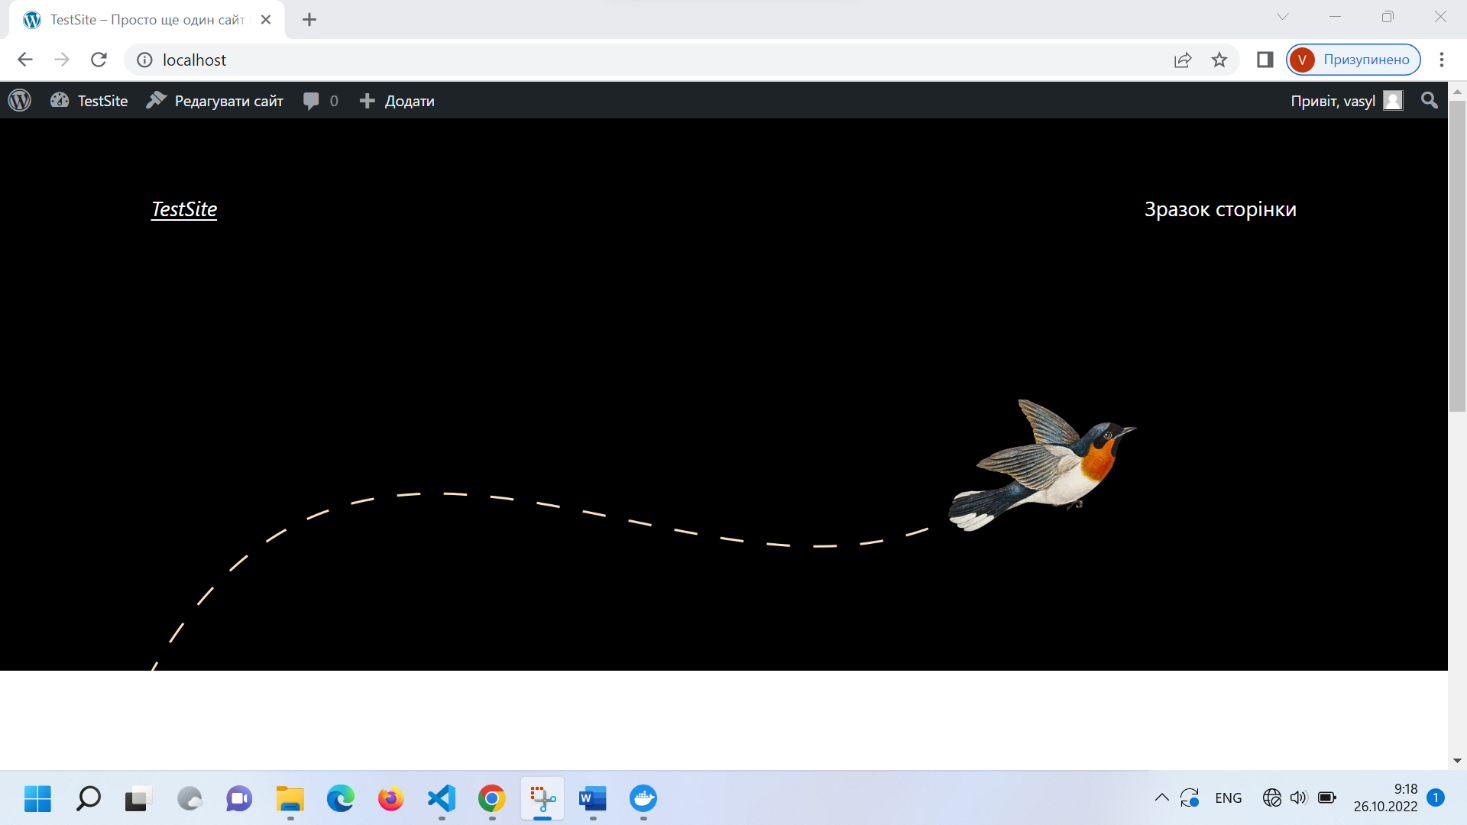 TestSite – Просто ще один сайт
localhost
V Призупинено
TestSite Редагувати сайт 0 Додати Привіт, vasyl
TestSite Зразок сторінки
ENG
9:18
26.10.2022
1